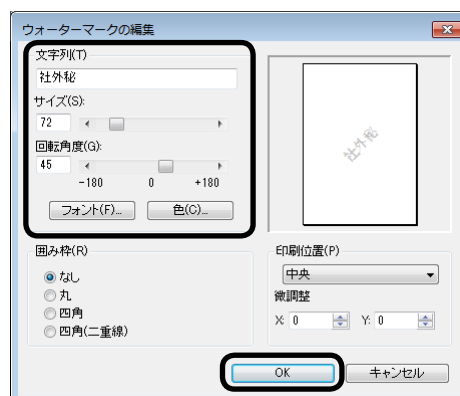 ウォーターマークの編集
文字列(T)
社外秘
サイズ(S):
72
回転角度(G):
45
-180 0 +180
フォント(F)... 色(C)...
社外秘
囲み枠(R)
なし
丸
四角
四角(二重線)
印刷位置(P)
中央
微調整
X: 0 Y: 0
OK キャンセル